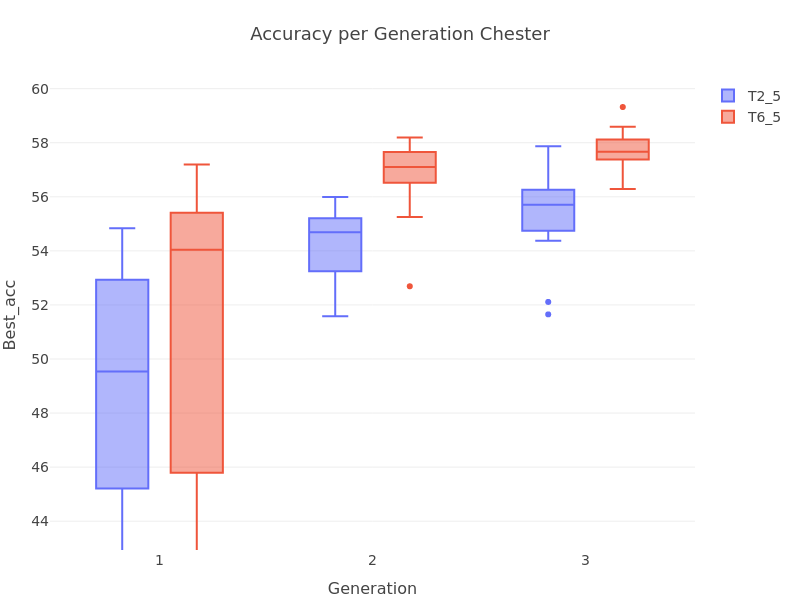 Accuracy per Generation Chester
T2_5
T6_5
Best_acc
60
58
56
54
52
50
48
46
44
1
2
3
Generation